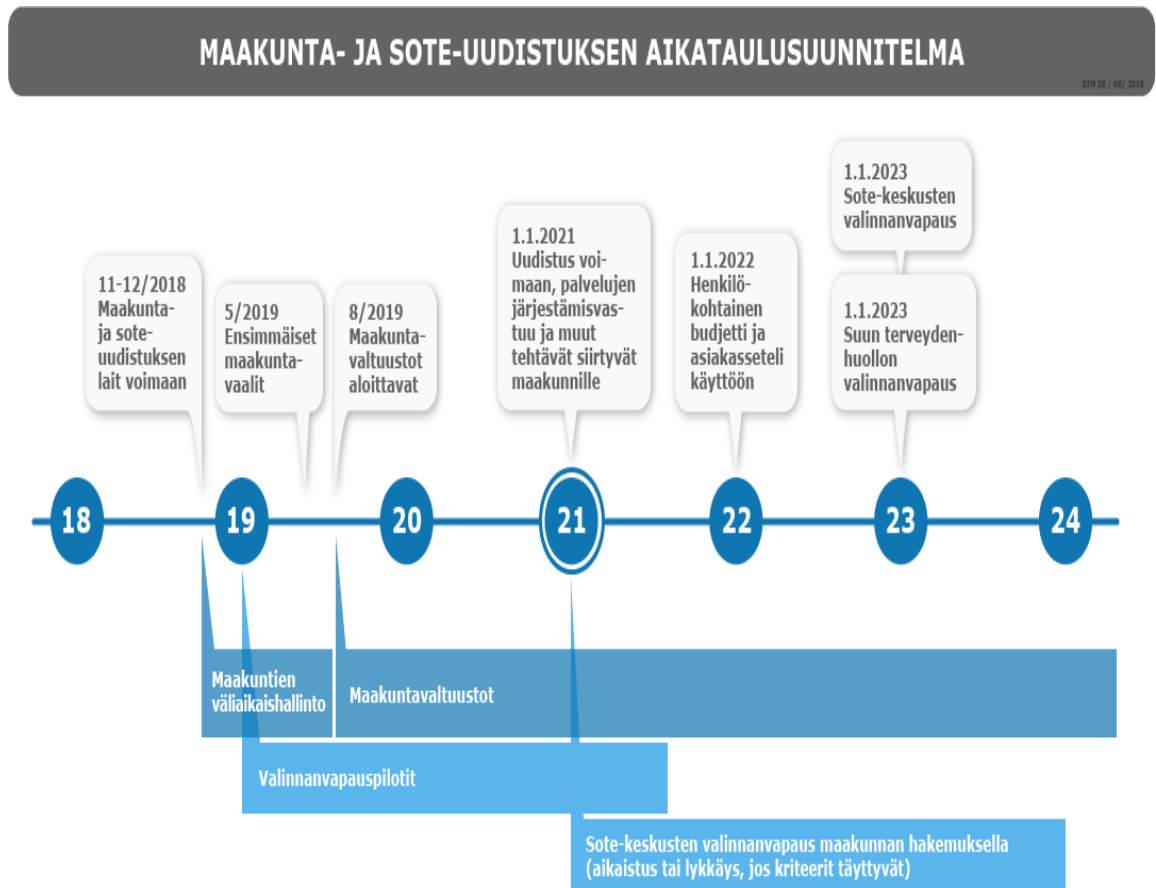 MAAKUNTA- JA SOTE-UUDISTUKSEN AIKATAULUSUUNNITELMA
STM 28 / 06/ 2018
11-12/2018
Maakunta-
ja sote-
uudistuksen
lait voimaan
5/2019
Ensimmäiset
maakunta-
vaalit
8/2019
Maakunta-
valtuustot
aloittavat
1.1.2021
Uudistus voi-
maan, palvelujen
järjestämisvas-
tuu ja muut
tehtävät siirtyvät
maakunnille
1.1.2022
Henkilö-
kohtainen
budjetti ja
asiakasseteli
käyttöön
1.1.2023
Sote-keskusten
valinnanvapaus
1.1.2023
Suun terveyden-
huollon
valinnanvapaus
18
19
20
21
22
23
24
Maakuntien
väliaikaishallinto
Maakuntavaltuustot
Valinnanvapauspilotit
Sote-keskusten valinnanvapaus maakunnan hakemuksella
(aikaistus tai lykkäys, jos kriteerit täyttyvät)